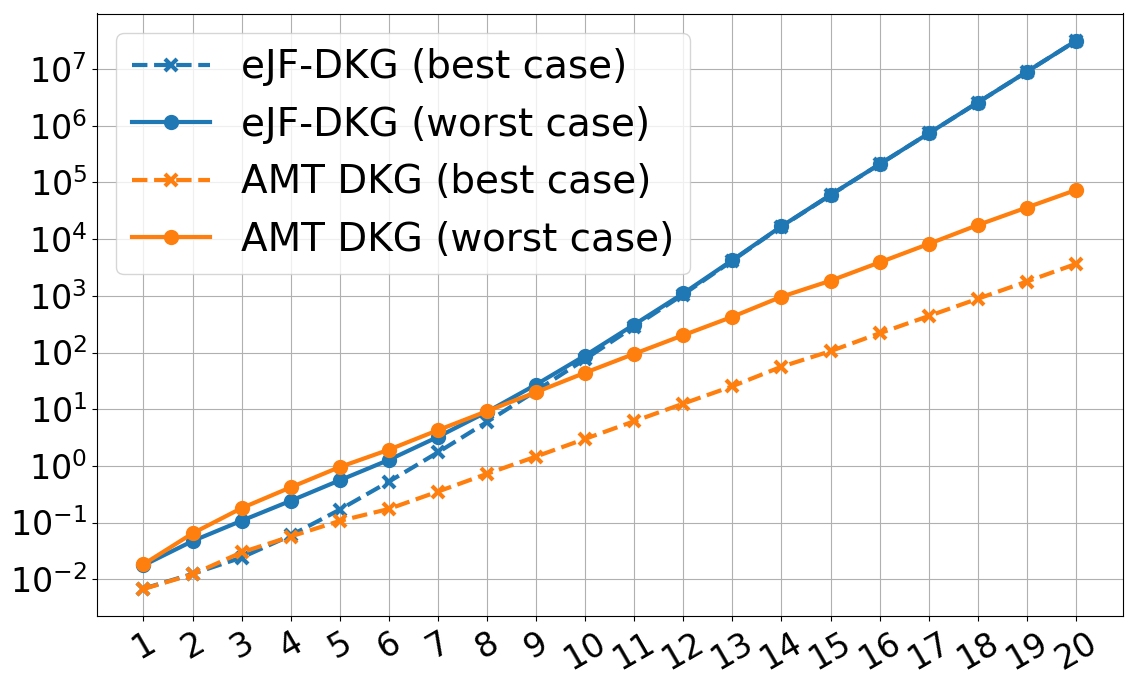 10^7
10^6
10^5
10^4
10^3
10^2
10^1
10^0
10^−1
10^−2
eJF-DKG (best case)
eJF-DKG (worst case)
AMT DKG (best case)
AMT DKG (worst case)
1 2 3 4 5 6 7 8 9 10 11 12 13 14 15 16 17 18 19 20